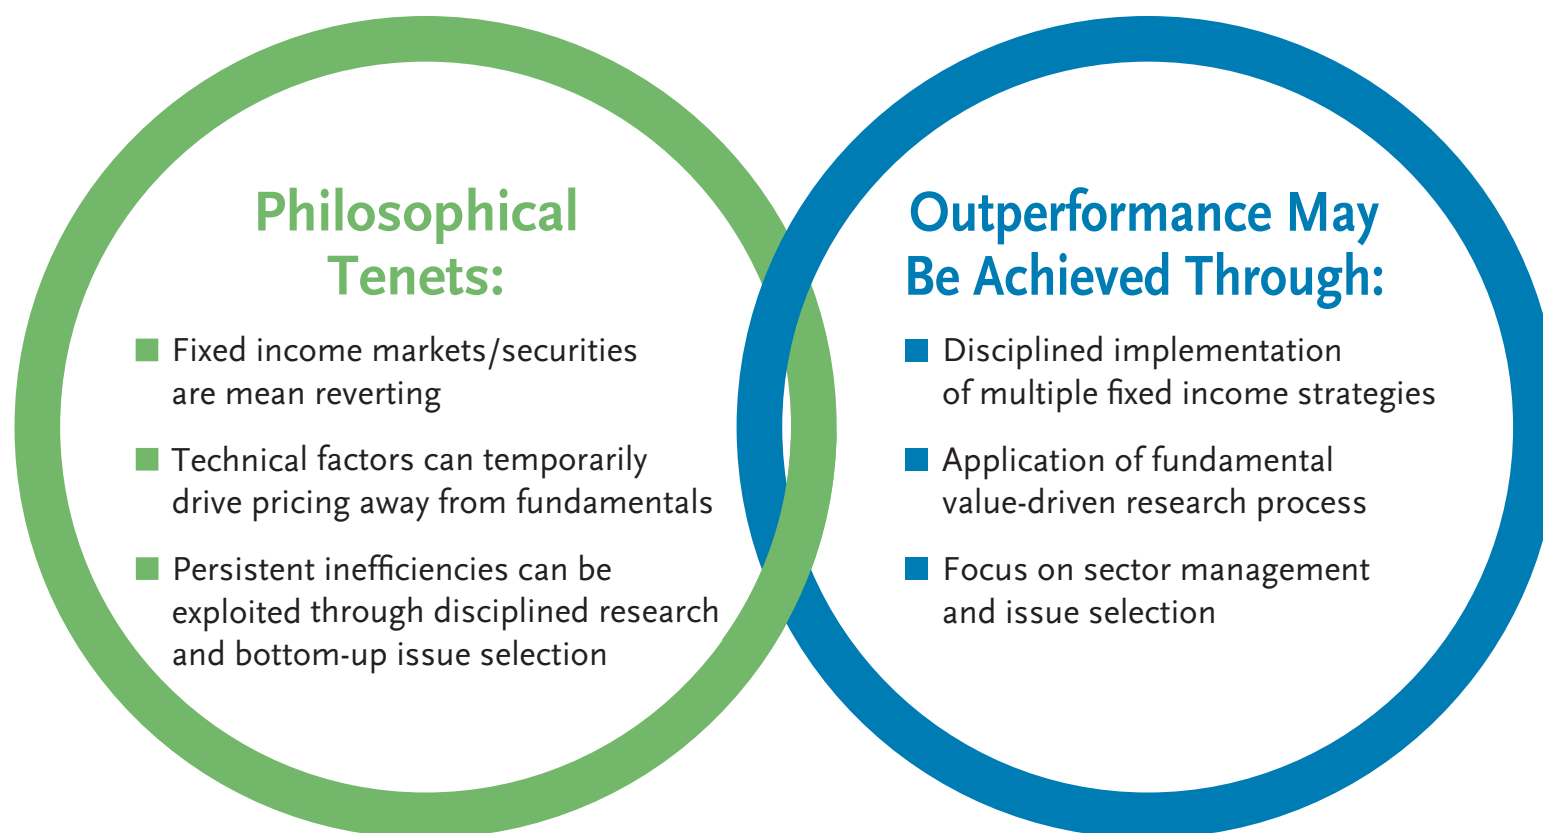 Philosophical
Tenets:
■ Fixed income markets/securities
are mean reverting
■ Technical factors can temporarily
drive pricing away from fundamentals
■ Persistent inefficiencies can be
exploited through disciplined research
and bottom-up issue selection
Outperformance May
Be Achieved Through:
■ Disciplined implementation
of multiple fixed income strategies
■ Application of fundamental
value-driven research process
■ Focus on sector management
and issue selection